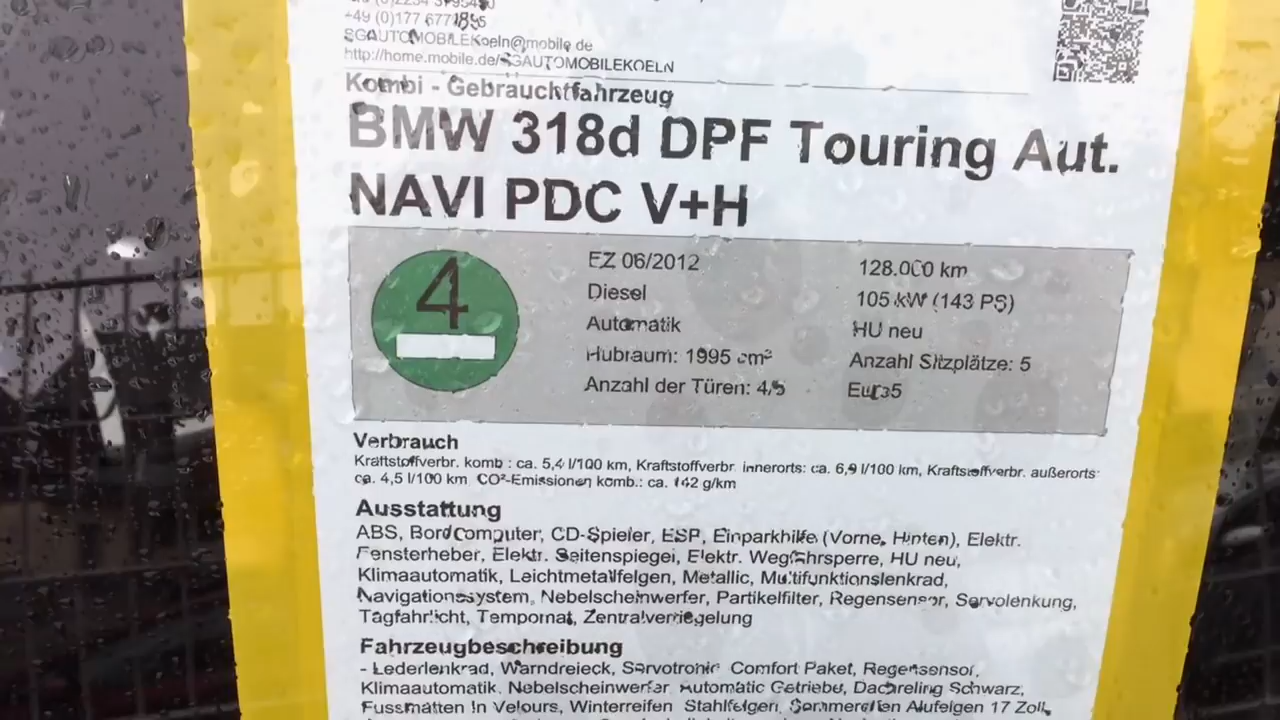 +49 (0)177 6771895
SGAUTOMOBILEKoeln@mobile.de
http://home.mobile.de/SGAUTOMOBILEKOELN
Kombi - Gebrauchtfahrzeug
BMW 318d DPF Touring Aut.
NAVI PDC V+H
4
EZ 06/2012
128.000 km
Diesel
105 kW (143 PS)
Automatik
HU neu
Hubraum: 1995 cm³
Anzahl Sitzplätze: 5
Anzahl der Türen: 4/5
Euro5
Verbrauch
Kraftstoffverbr. komb.: ca. 5,4 l/100 km, Kraftstoffverbr. innerorts: ca. 6,9 l/100 km, Kraftstoffverbr. außerorts:
ca. 4,5 l/100 km CO²-Emissionen komb.: ca. 142 g/km
Ausstattung
ABS, Bordcomputer, CD-Spieler, ESP, Einparkhilfe (Vorne, Hinten), Elektr.
Fensterheber, Elektr. Seitenspiegel, Elektr. Wegfahrsperre, HU neu,
Klimaautomatik, Leichtmetallfelgen, Metallic, Multifunktionslenkrad,
Navigationssystem, Nebelscheinwerfer, Partikelfilter, Regensensor, Servolenkung,
Tagfahrlicht, Tempomat, Zentralverriegelung
Fahrzeugbeschreibung
- Lederlenkrad, Warndreieck, Servotronic Comfort Paket, Regensensor,
Klimaautomatik, Nebelscheinwerfer Automatic Getriebe, Dachreling Schwarz,
Fussmatten In Velours, Winterreifen Stahlfelgen, Sommerreifen Alufelgen 17 Zoll,